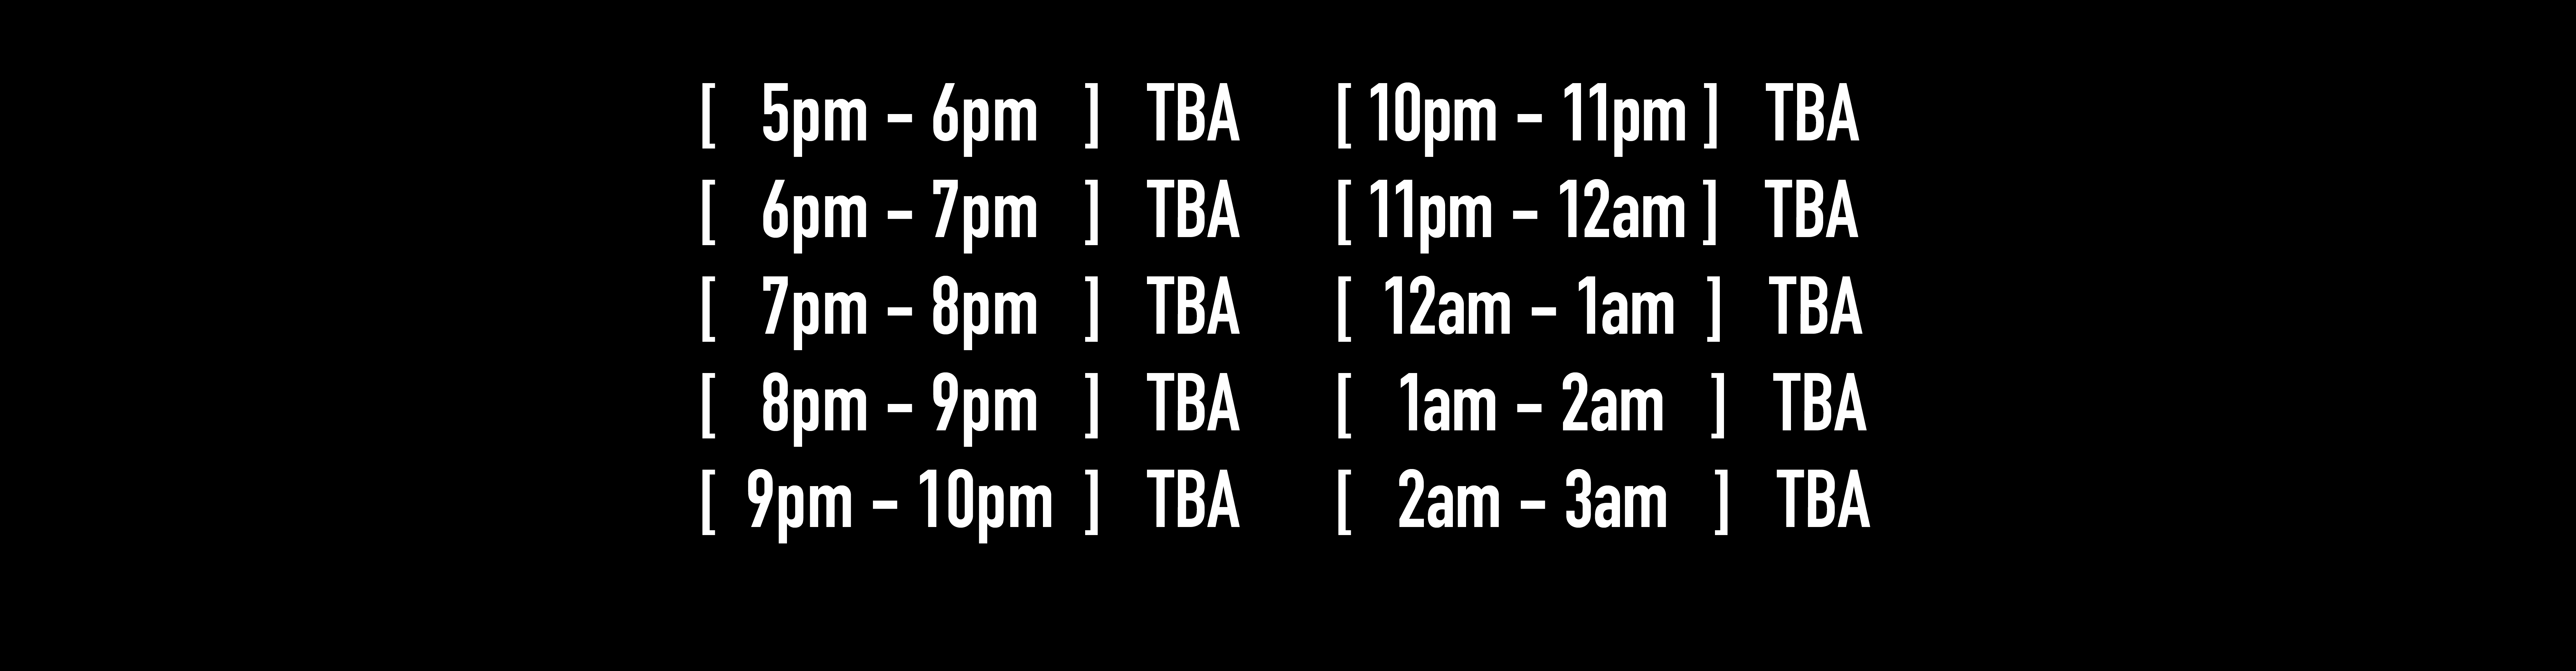 [ 5pm – 6pm ] TBA
[ 6pm – 7pm ] TBA
[ 7pm – 8pm ] TBA
[ 8pm – 9pm ] TBA
[ 9pm – 10pm ] TBA
[ 10pm – 11pm ] TBA
[ 11pm – 12am ] TBA
[ 12am – 1am ] TBA
[ 1am – 2am ] TBA
[ 2am – 3am ] TBA